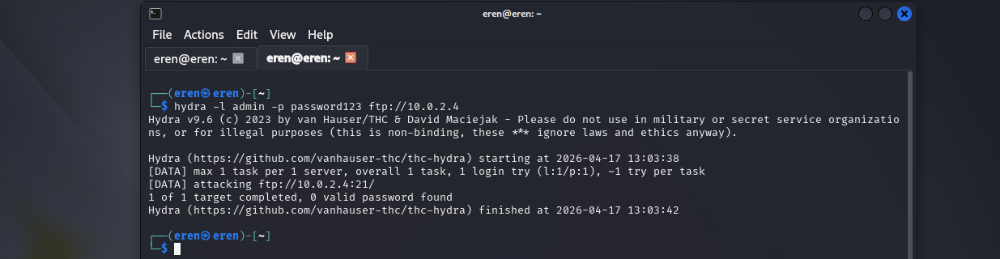 eren@eren: ~
File Actions Edit View Help
eren@eren: ~ eren@eren: ~
┌──(eren㉿eren)-[~]
└─$ hydra -l admin -p password123 ftp://10.0.2.4
Hydra v9.6 (c) 2023 by van Hauser/THC & David Maciejak - Please do not use in military or secret service organizatio
ns, or for illegal purposes (this is non-binding, these *** ignore laws and ethics anyway).
Hydra (https://github.com/vanhauser-thc/thc-hydra) starting at 2026-04-17 13:03:38
[DATA] max 1 task per 1 server, overall 1 task, 1 login try (l:1/p:1), ~1 try per task
[DATA] attacking ftp://10.0.2.4:21/
1 of 1 target completed, 0 valid password found
Hydra (https://github.com/vanhauser-thc/thc-hydra) finished at 2026-04-17 13:03:42
┌──(eren㉿eren)-[~]
└─$